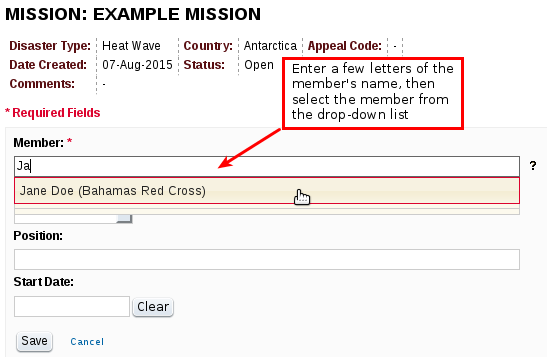 MISSION: EXAMPLE MISSION
Disaster Type: Heat Wave Country: Antarctica Appeal Code: -
Date Created: 07-Aug-2015 Status: Open
Comments: -
Enter a few letters of the
member's name, then
select the member from
the drop-down list
* Required Fields
Member: *
Ja
?
Jane Doe (Bahamas Red Cross)
Position:
Start Date:
Clear
Save Cancel